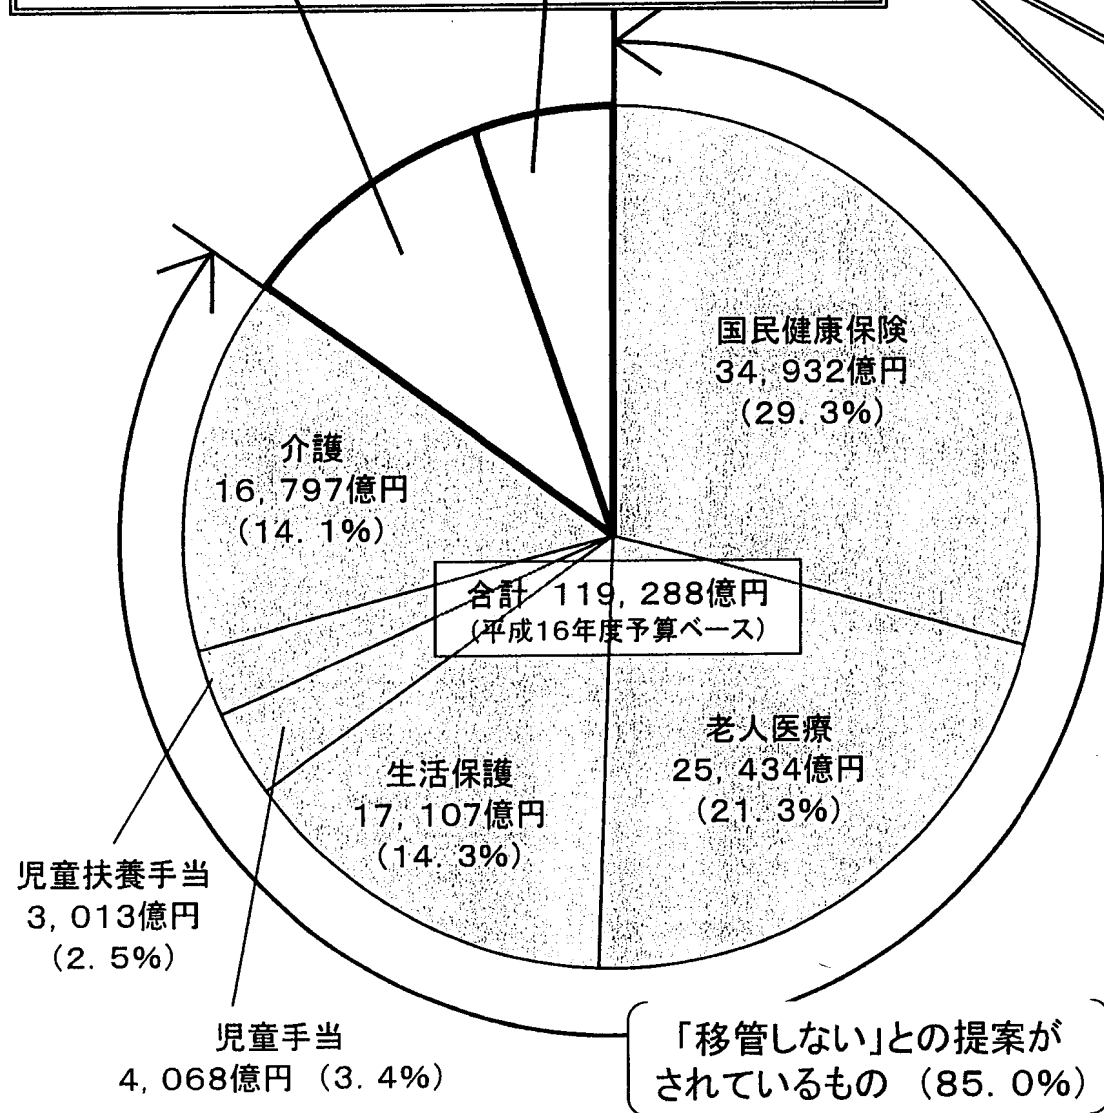 国民健康保険
34, 932億円
(29. 3%)
介護
16, 797億円
(14. 1%)
合計 119, 288億円
(平成16年度予算ベース)
老人医療
25, 434億円
(21. 3%)
生活保護
17, 107億円
(14. 3%)
児童扶養手当
3, 013億円
(2. 5%)
児童手当
4, 068億円 (3. 4%)
「移管しない」との提案が
されているもの (85. 0%)